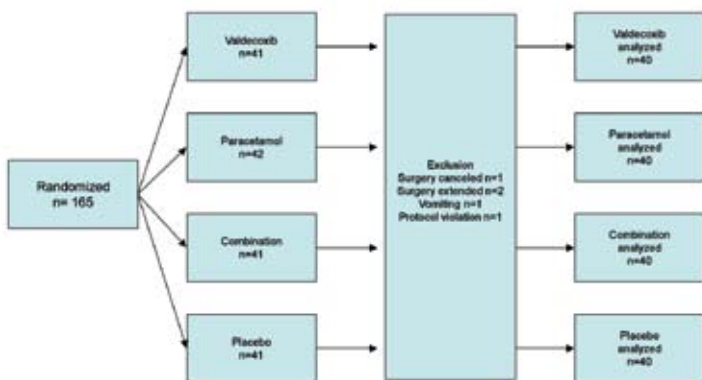 Randomized
n= 165
Valdecoxib
n=41
Paracetamol
n=42
Combination
n=41
Placebo
n=41
Exclusion
Surgery canceled n=1
Surgery extended n=2
Vomiting n=1
Protocol violation n=1
Valdecoxib
analyzed
n=40
Paracetamol
analyzed
n=40
Combination
analyzed
n=40
Placebo
analyzed
n=40